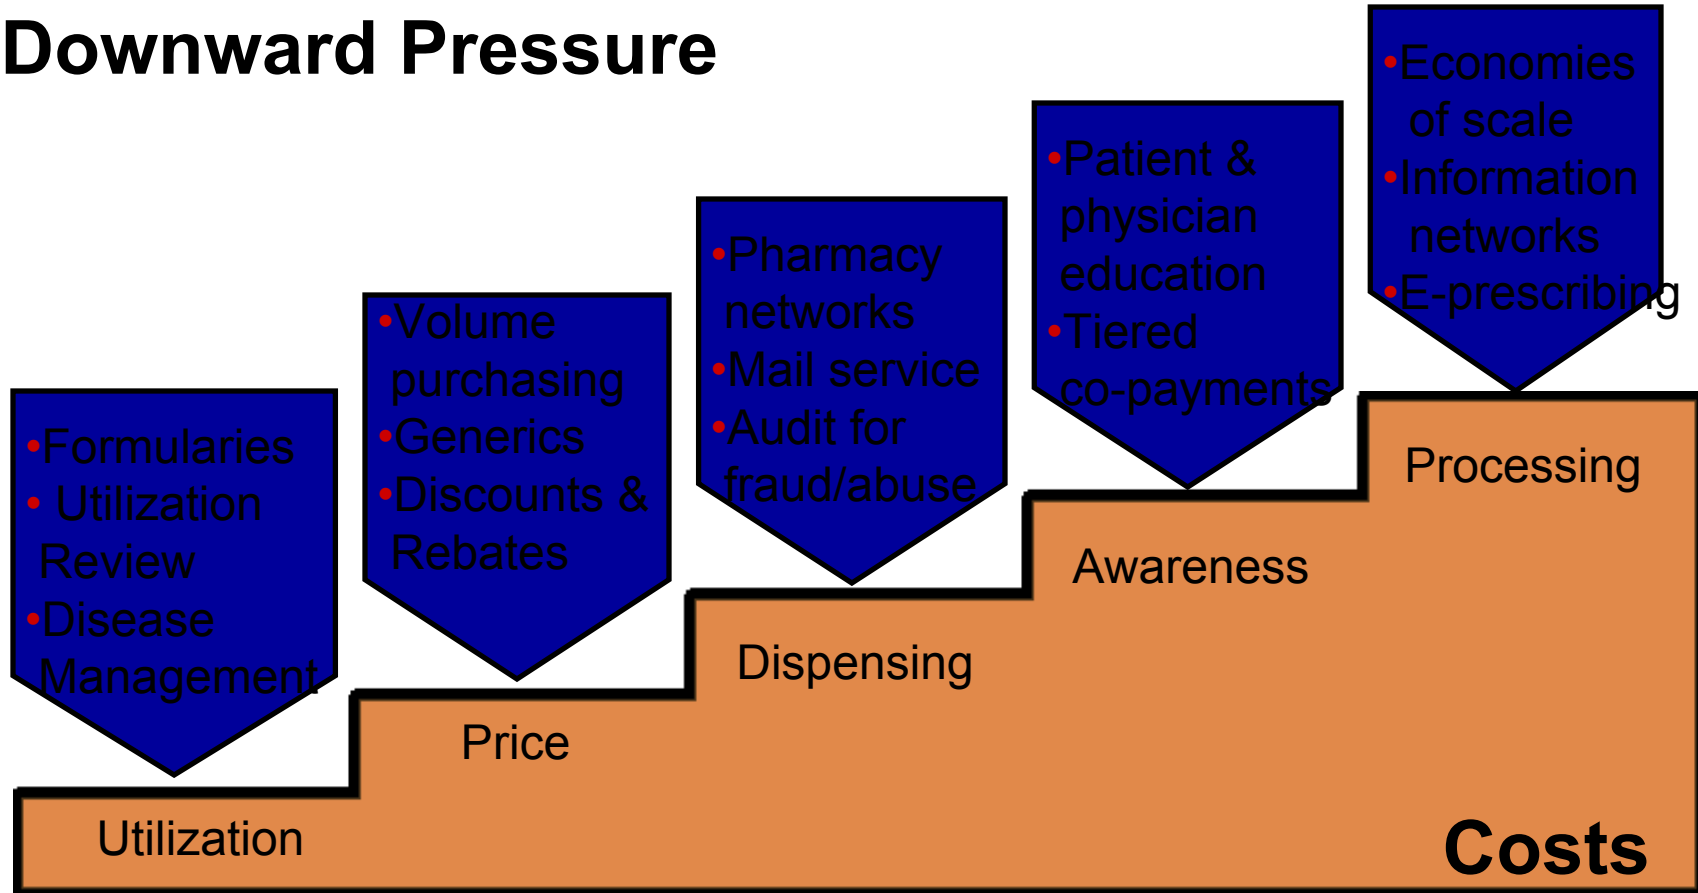 Downward Pressure
•Formularies
• Utilization
Review
•Disease
Management
•Volume
purchasing
•Generics
•Discounts &
Rebates
•Pharmacy
networks
•Mail service
•Audit for
fraud/abuse
•Patient &
physician
education
•Tiered
co-payments
•Economies
of scale
•Information
networks
•E-prescribing
Utilization
Price
Dispensing
Awareness
Processing
Costs